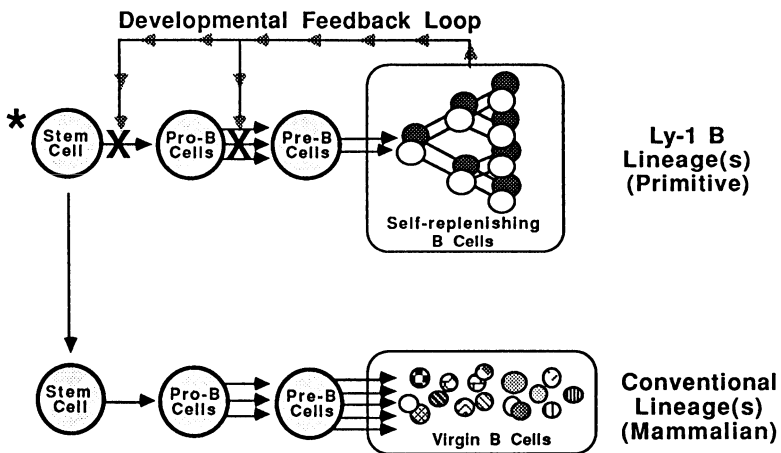 Developmental Feedback Loop
*
Stem
Cell
X
Pro-B
Cells
X
Pre-B
Cells
Self-replenishing
B Cells
Ly-1 B
Lineage(s)
(Primitive)
Stem
Cell
Pro-B
Cells
Pre-B
Cells
Virgin B Cells
Conventional
Lineage(s)
(Mammalian)